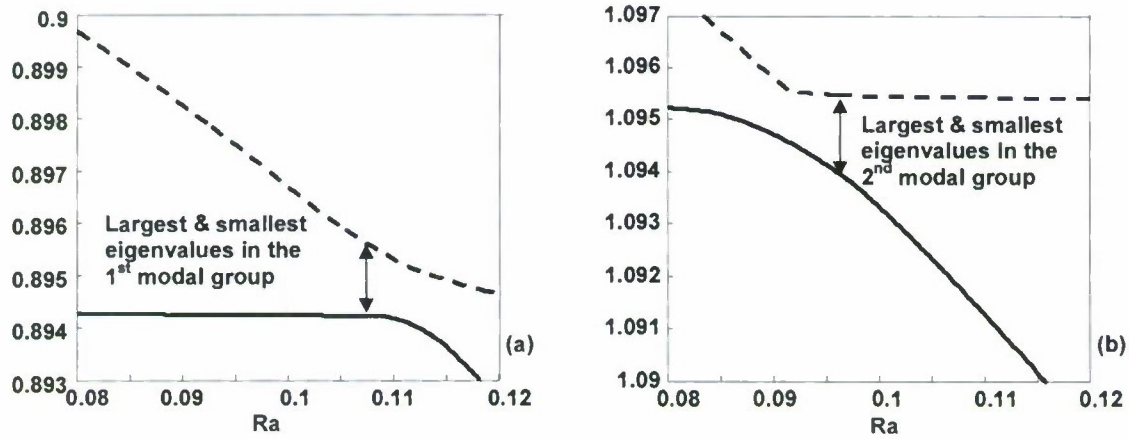 0.9
0.899
0.898
0.897
0.896
0.895
0.894
0.893
0.08 0.09 0.1 0.11 0.12
Ra
Largest & smallest
eigenvalues in the
1st modal group
(a)
1.097
1.096
1.095
1.094
1.093
1.092
1.091
1.09
0.08 0.09 0.1 0.11 0.12
Ra
Largest & smallest
eigenvalues in the
2nd modal group
(b)